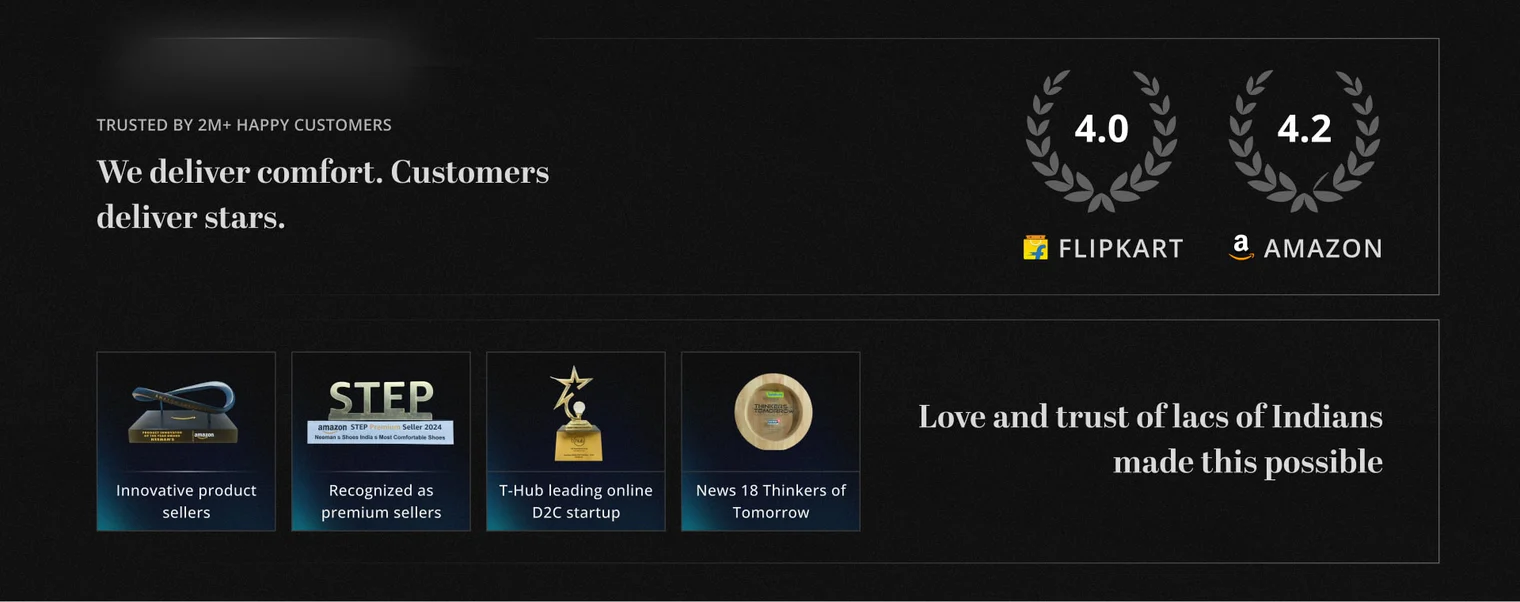 TRUSTED BY 2M+ HAPPY CUSTOMERS
We deliver comfort. Customers
deliver stars.
4.0
4.2
FLIPKART
a AMAZON
STEP
amazon STEP Premium Seller 2024
Neeman s Shoes India s Most Comfortable Shoes
amazon
THINKERS
TOMORROW
Innovative product
sellers
Recognized as
premium sellers
T-Hub leading online
D2C startup
News 18 Thinkers of
Tomorrow
Love and trust of lacs of Indians
made this possible